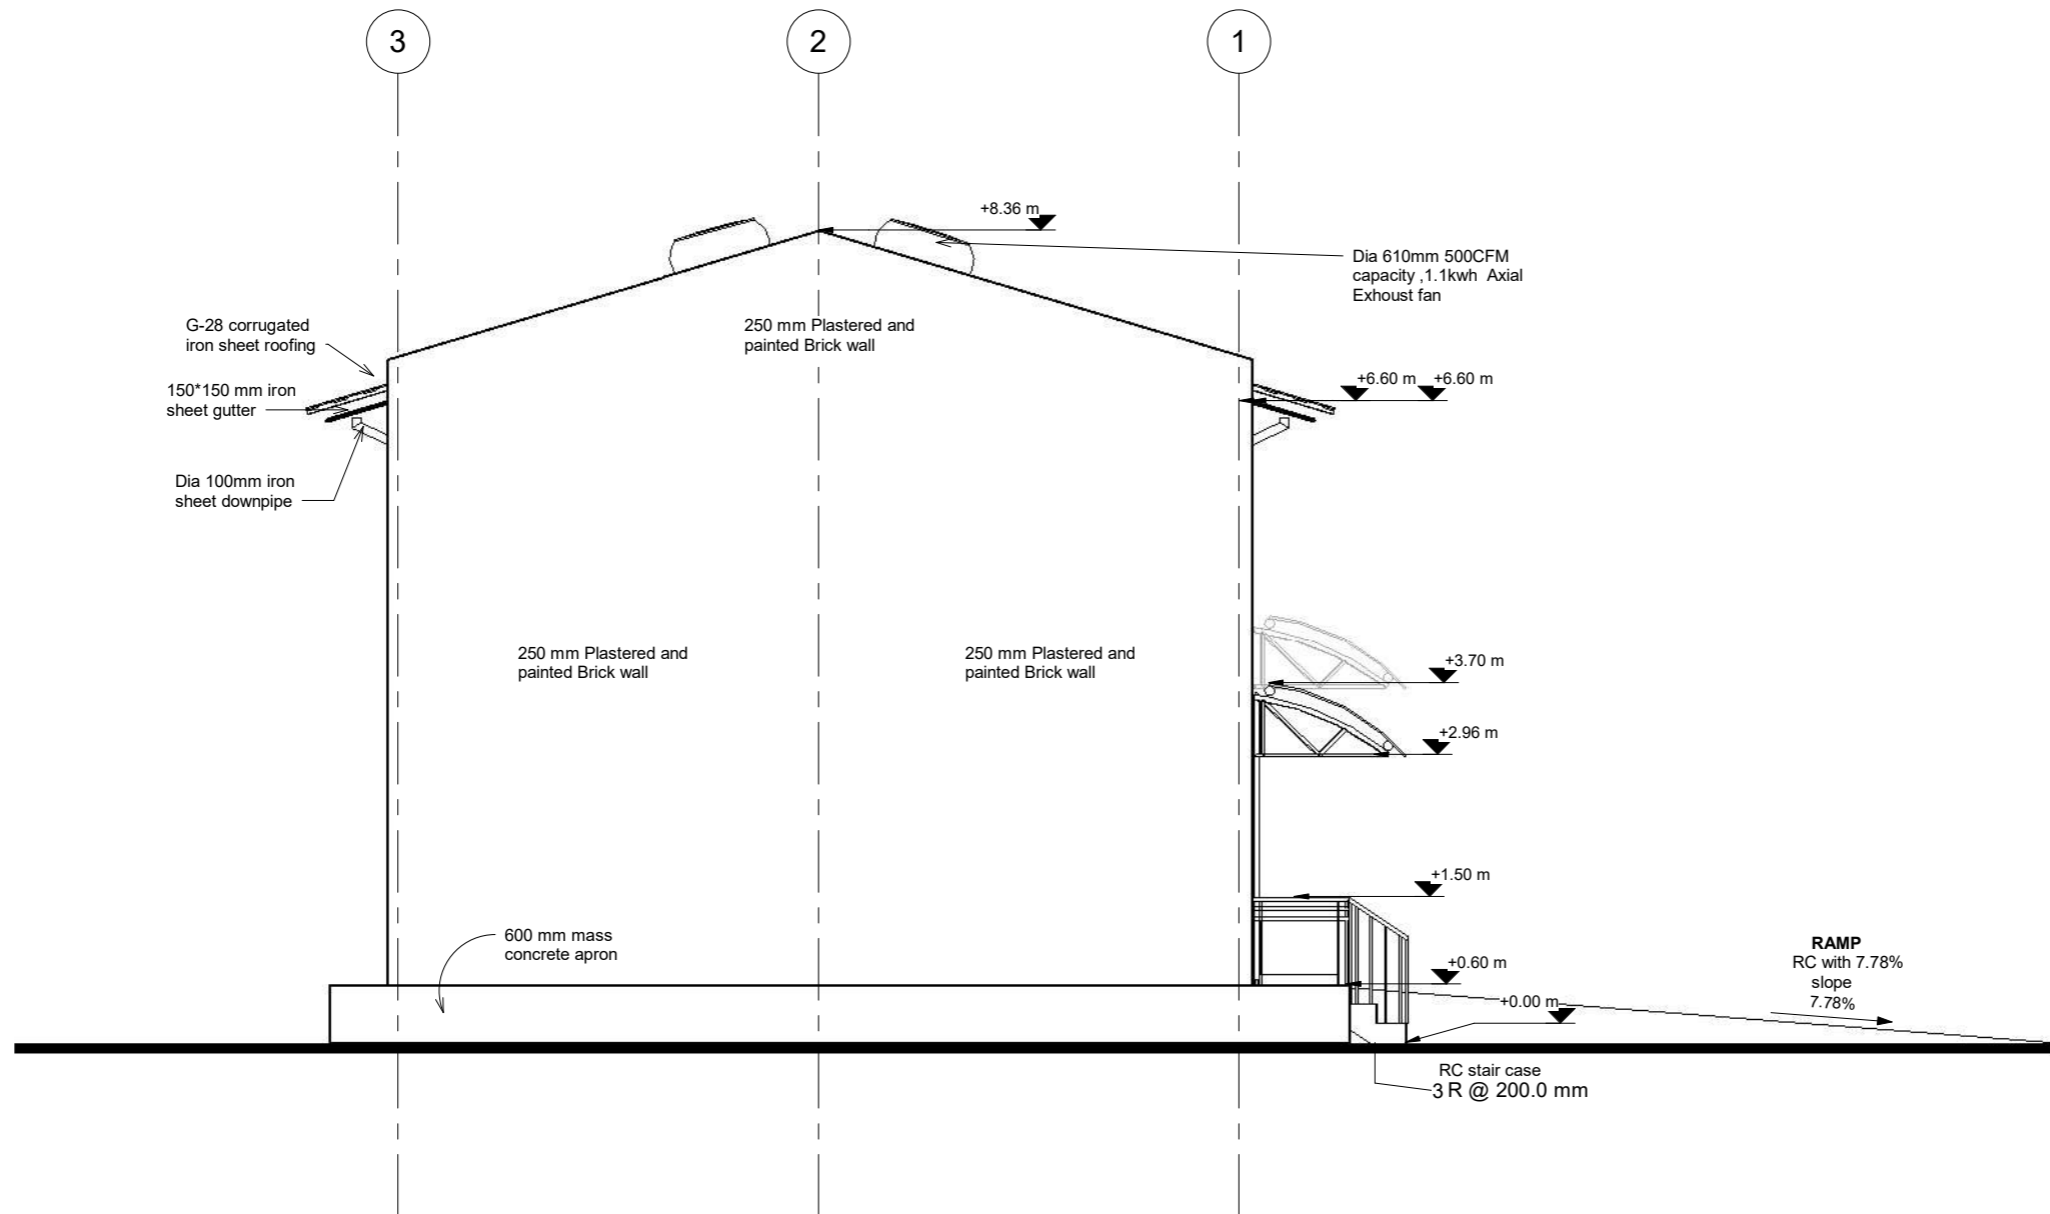 3
2
1
+8.36 m
Dia 610mm 500CFM
capacity ,1.1kwh Axial
Exhoust fan
G-28 corrugated
iron sheet roofing
250 mm Plastered and
painted Brick wall
150*150 mm iron
sheet gutter
+6.60 m
+6.60 m
Dia 100mm iron
sheet downpipe
250 mm Plastered and
painted Brick wall
250 mm Plastered and
painted Brick wall
+3.70 m
+2.96 m
+1.50 m
600 mm mass
concrete apron
+0.60 m
+0.00 m
RAMP
RC with 7.78%
slope
7.78%
RC stair case
3 R @ 200.0 mm